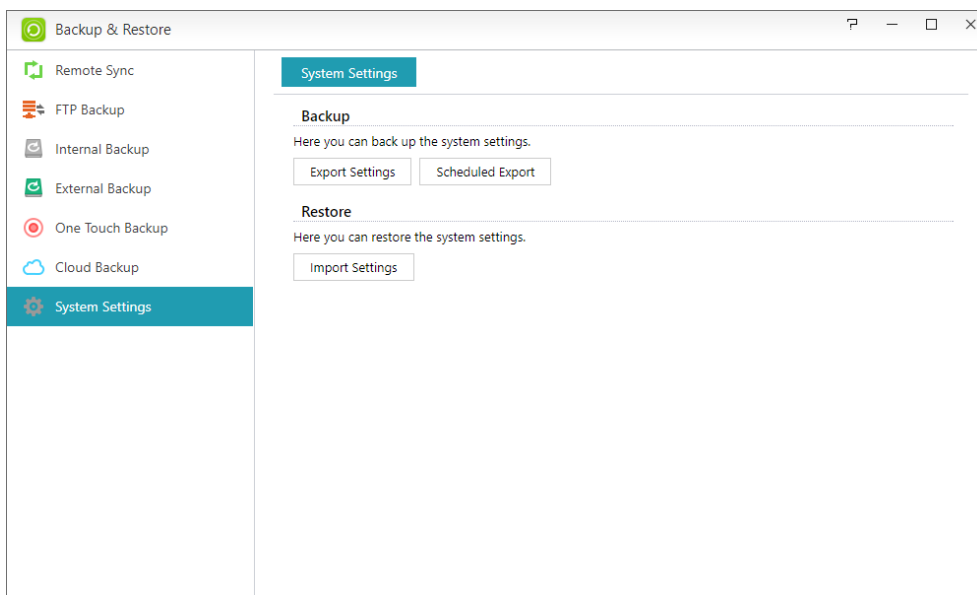 Backup & Restore
Remote Sync
FTP Backup
Internal Backup
External Backup
One Touch Backup
Cloud Backup
System Settings
System Settings
Backup
Here you can back up the system settings.
Export Settings Scheduled Export
Restore
Here you can restore the system settings.
Import Settings